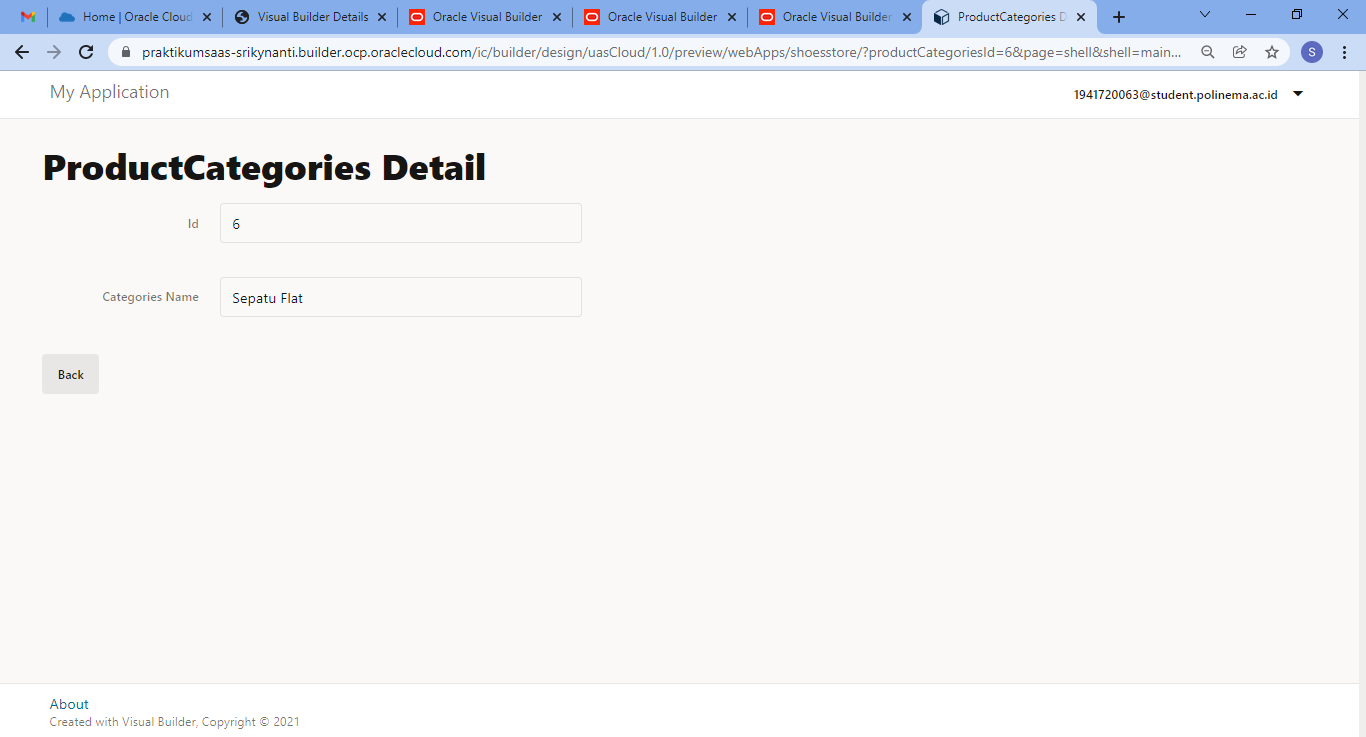 Home | Oracle Cloud
Visual Builder Details
Oracle Visual Builder
Oracle Visual Builder
Oracle Visual Builder
ProductCategories D
praktikumsaas-srikynanti.builder.ocp.oraclecloud.com/ic/builder/design/uasCloud/1.0/preview/webApps/shoesstore/?productCategoriesId=6&page=shell&shell=main...
S
My Application
1941720063@student.polinema.ac.id
ProductCategories Detail
Id
6
Categories Name
Sepatu Flat
Back
About
Created with Visual Builder, Copyright © 2021